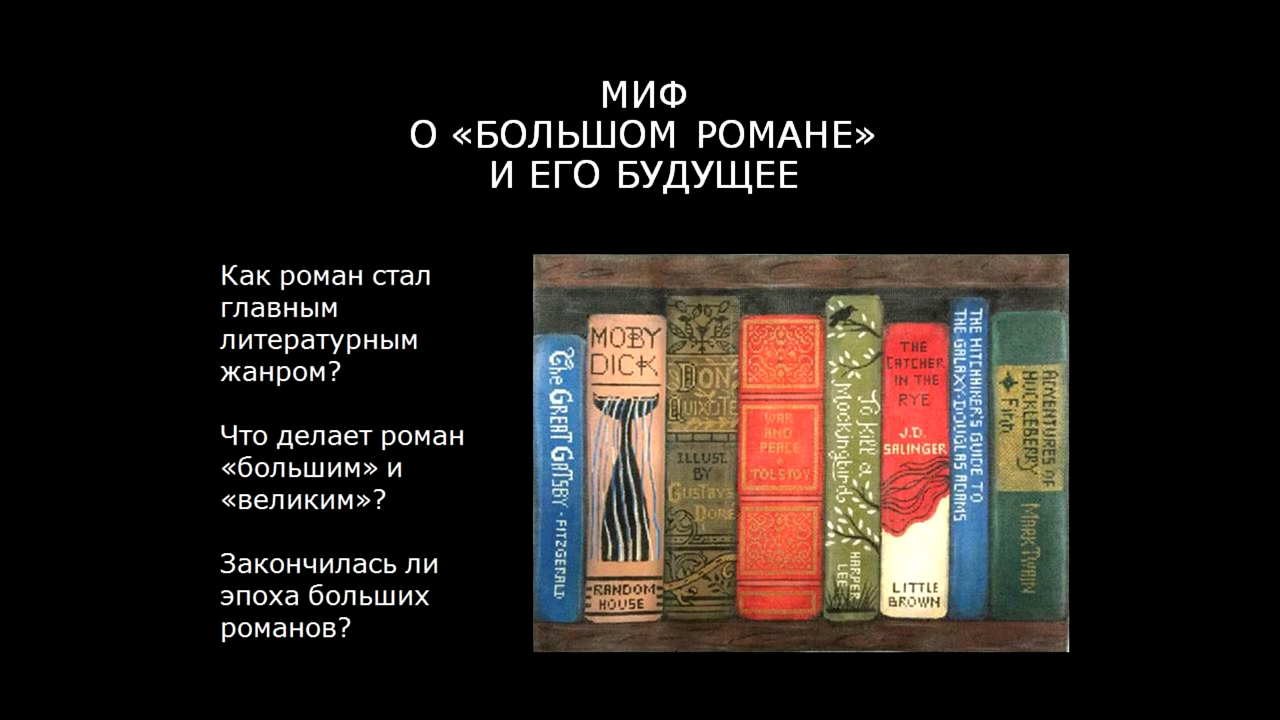 МИФ
О «БОЛЬШОМ РОМАНЕ»
И ЕГО БУДУЩЕЕ
Как роман стал
главным
литературным
жанром?
Что делает роман
«большим» и
«великим»?
Закончилась ли
эпоха больших
романов?
The GREAT GATSBY - FITZGERALD
MOBY
DICK
RANDOM
HOUSE
DON
QUIXOTE
ILLUST.
BY
GUSTAVE
DORÉ
WAR
AND
PEACE
TOLSTOY
To Kill a
Mockingbird
HARPER
LEE
THE
CATCHER
IN THE
RYE
J.D.
SALINGER
LITTLE
BROWN
THE HITCHHIKER'S GUIDE TO
THE GALAXY·DOUGLAS ADAMS
ADVENTURES OF
HUCKLEBERRY
Finn
MARK TWAIN